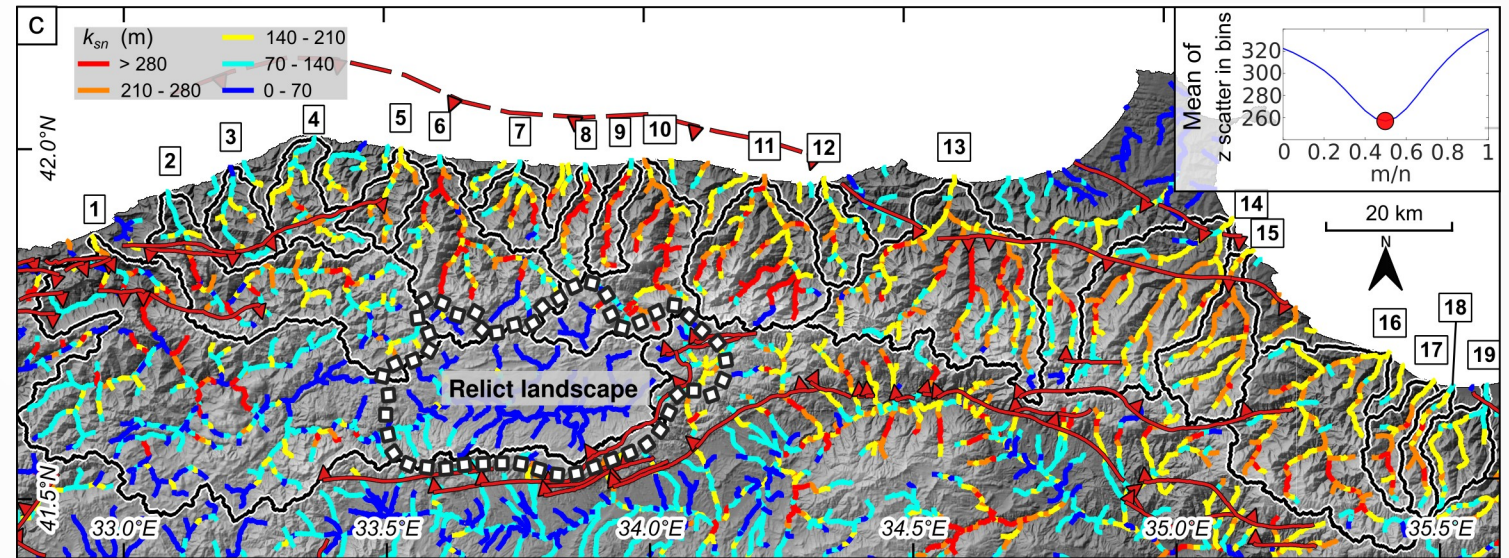 C
k_sn (m)
> 280
210 - 280
140 - 210
70 - 140
0 - 70
Mean of
z scatter in bins
320
300
280
260
0 0.2 0.4 0.6 0.8 1
m/n
42.0°N
1
2
3
4
5
6
7
8
9
10
11
12
13
14
15
20 km
N
16
17
18
19
Relict landscape
41.5°N
33.0°E
33.5°E
34.0°E
34.5°E
35.0°E
35.5°E